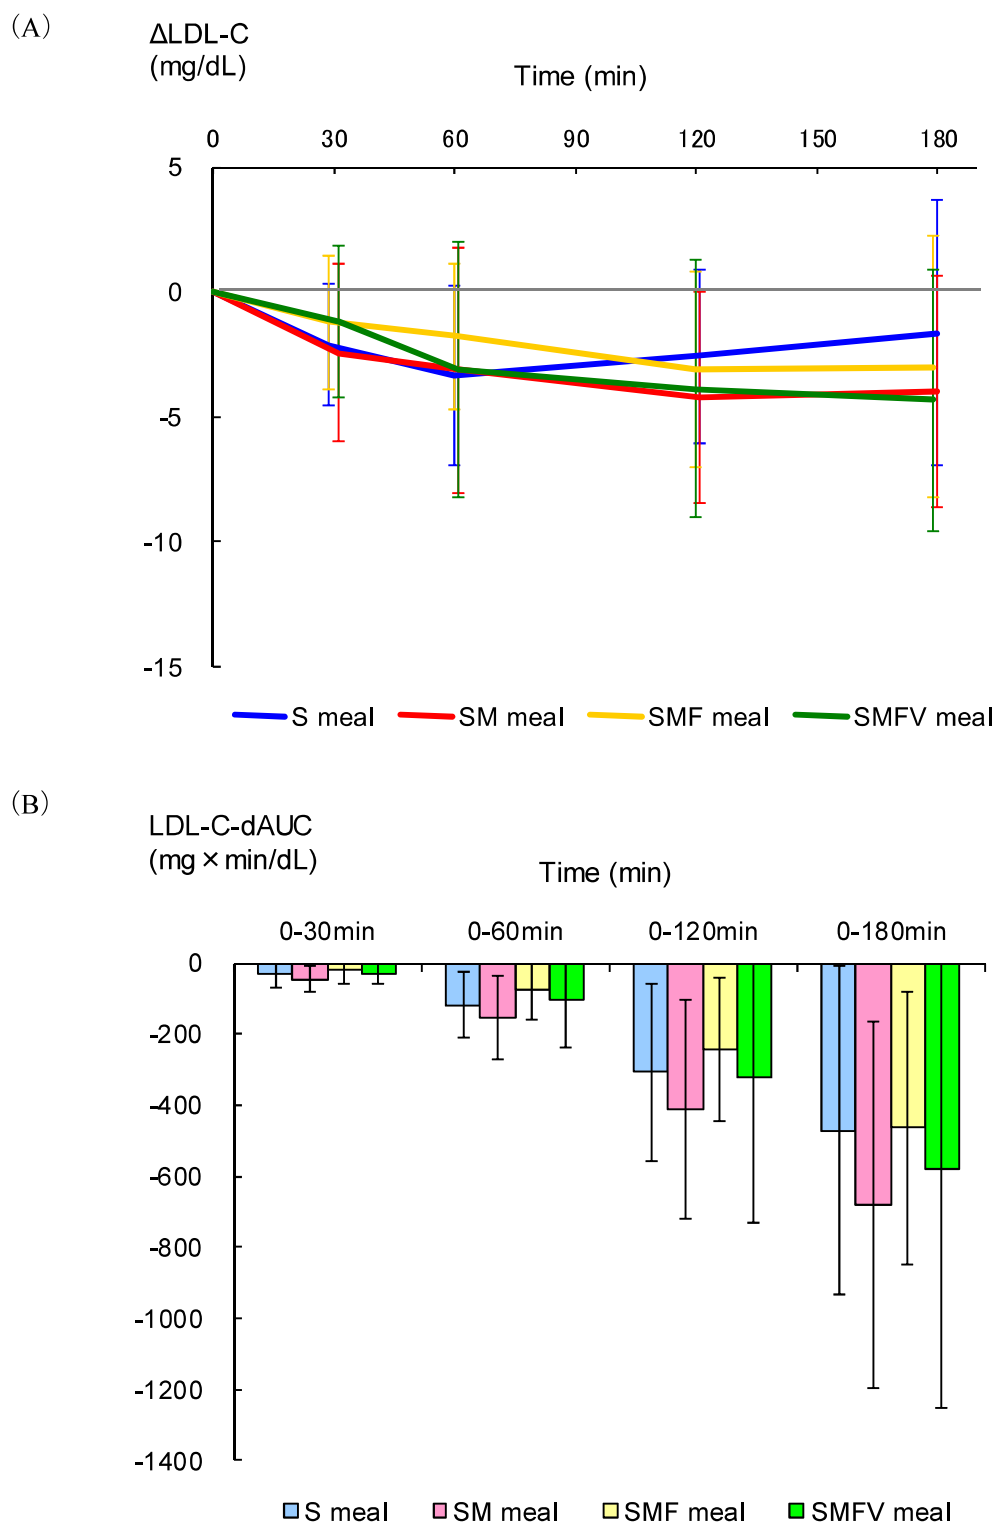 (A)
ΔLDL-C
(mg/dL)
Time (min)
0 30 60 90 120 150 180
5
0
-5
-10
-15
S meal SM meal SMF meal SMFV meal
(B)
LDL-C-dAUC
(mg×min/dL)
Time (min)
0-30min 0-60min 0-120min 0-180min
0
-200
-400
-600
-800
-1000
-1200
-1400
S meal SM meal SMF meal SMFV meal